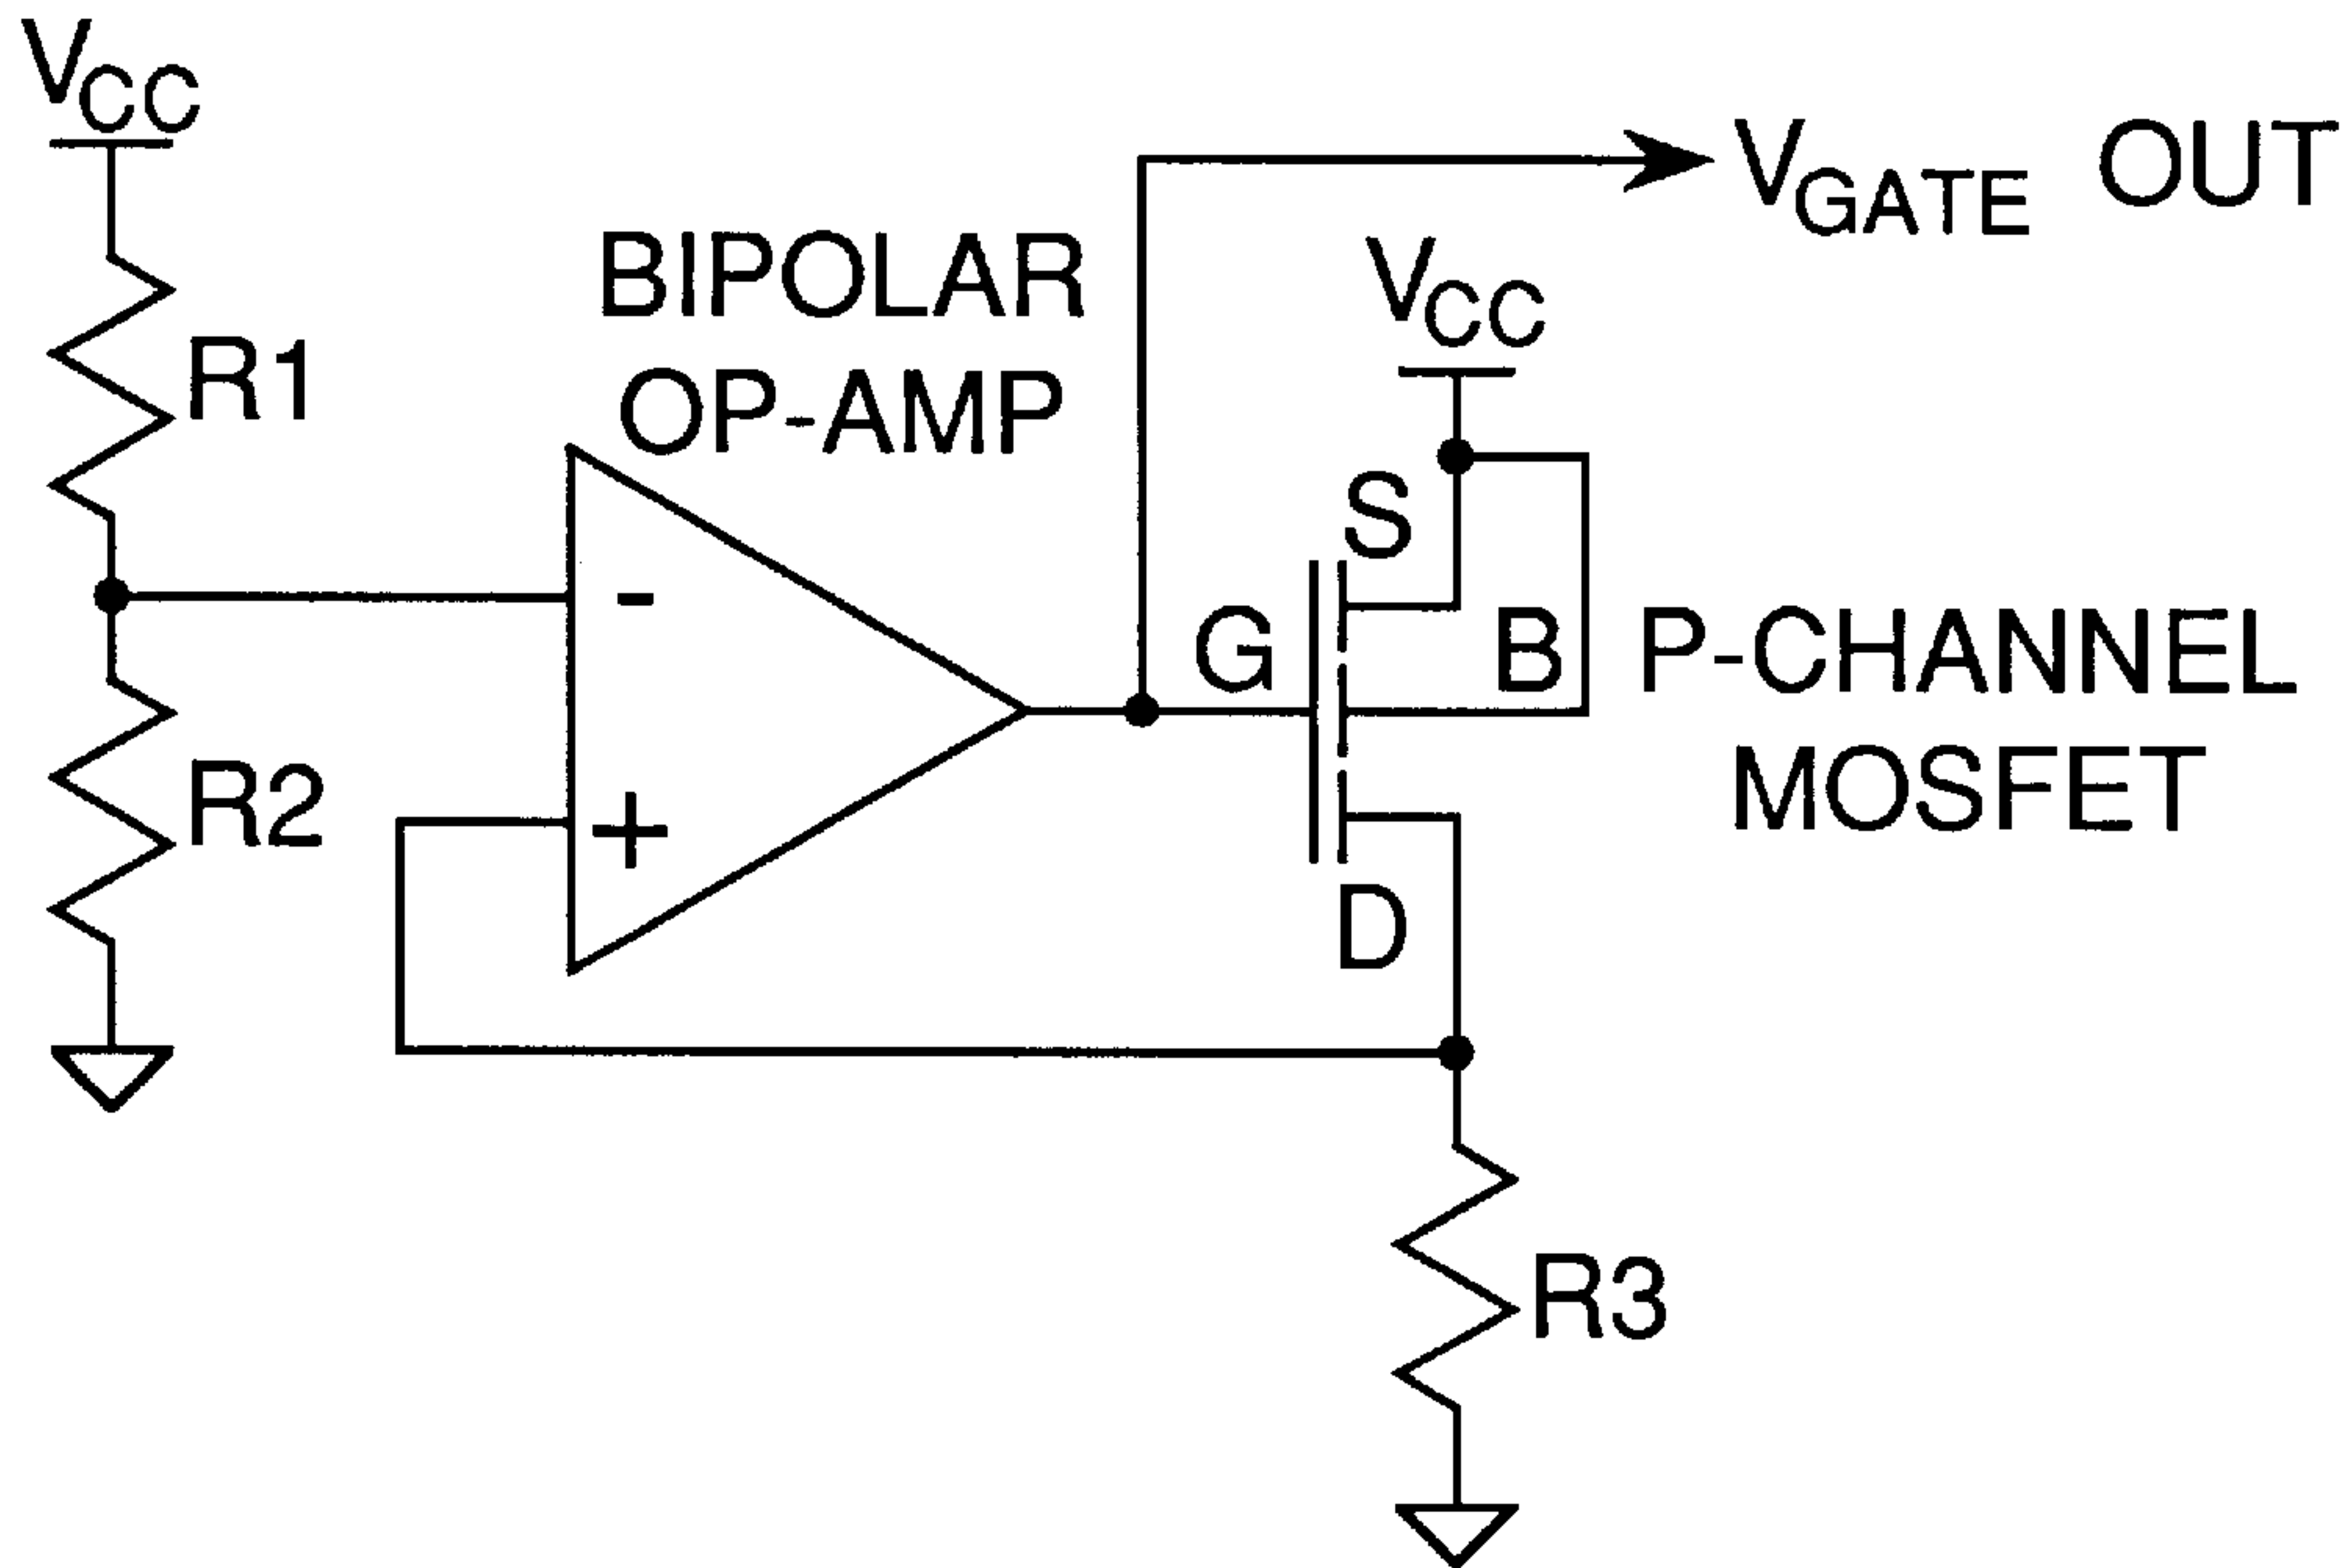 VCC
VGATE OUT
BIPOLAR
OP-AMP
VCC
R1
S
-
G
B
P-CHANNEL
MOSFET
R2
+
D
R3